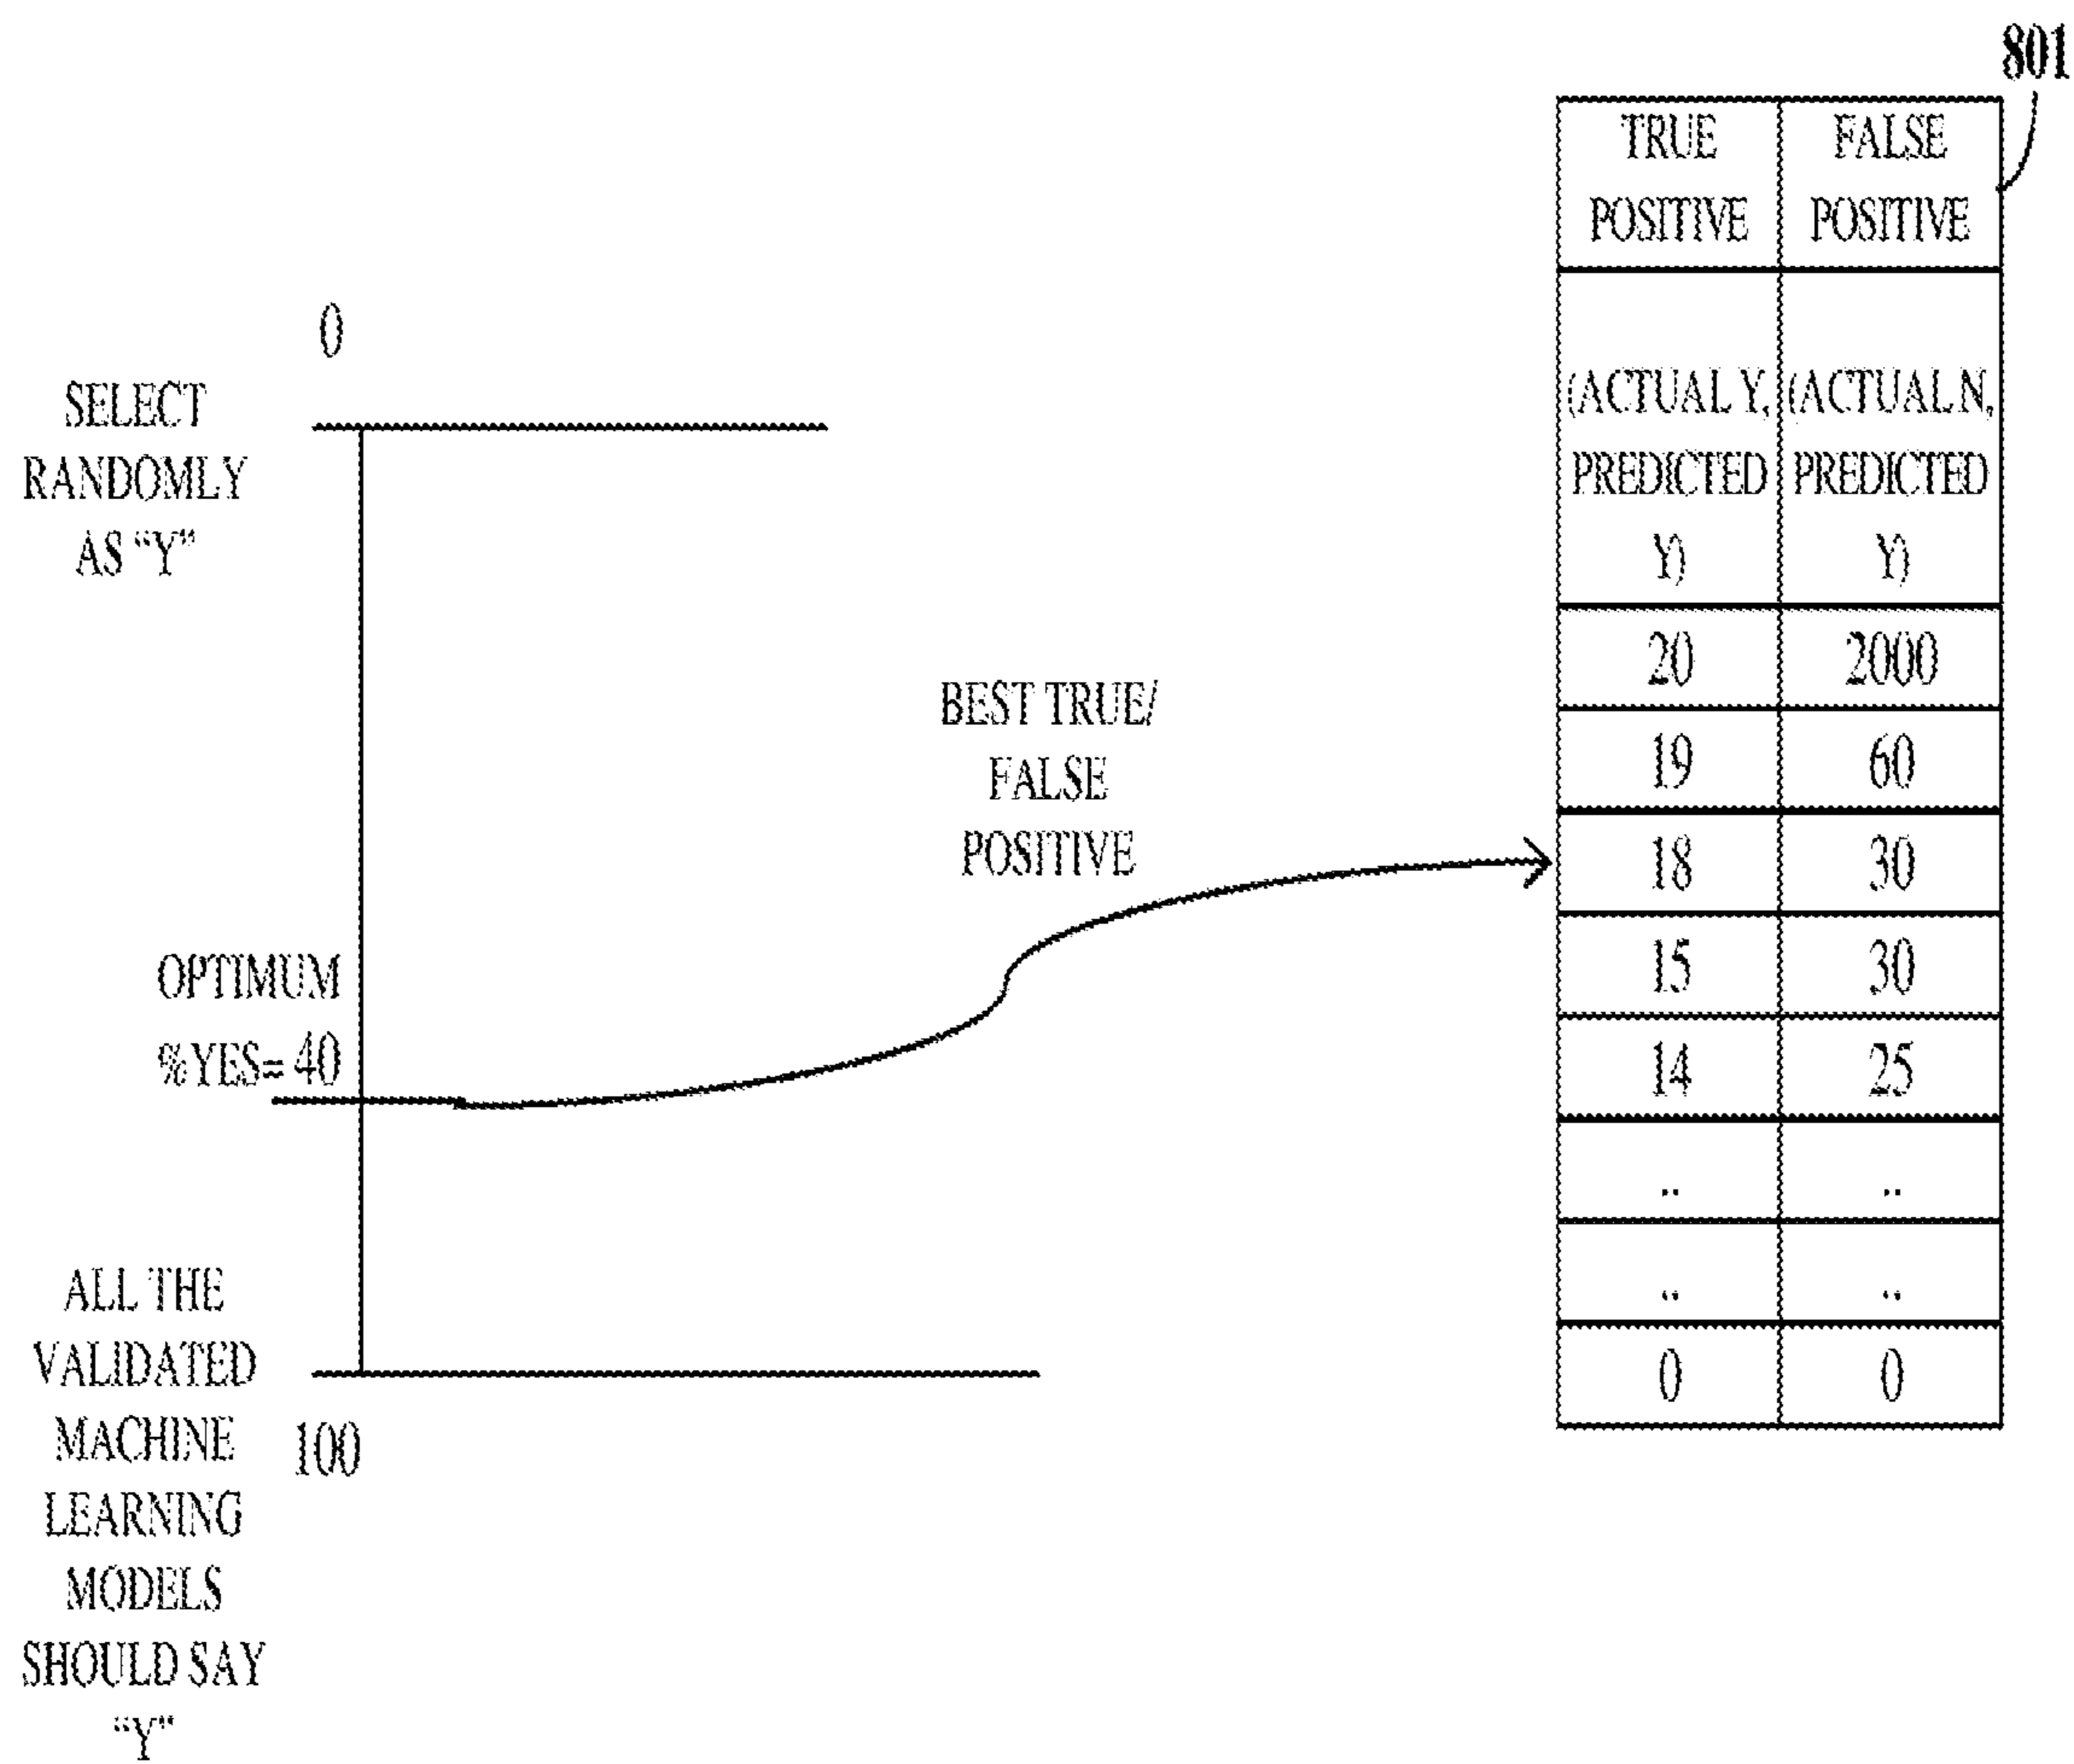 801
TRUE
POSITIVE
FALSE
POSITIVE
(ACTUAL Y,
PREDICTED
Y)
(ACTUAL N,
PREDICTED
Y)
20 2000
19 60
18 30
15 30
14 25
.. ..
.. ..
0 0
0
SELECT
RANDOMLY
AS “Y”
BEST TRUE/
FALSE
POSITIVE
OPTIMUM
%YES= 40
ALL THE
VALIDATED
MACHINE
LEARNING
MODELS
SHOULD SAY
“Y”
100